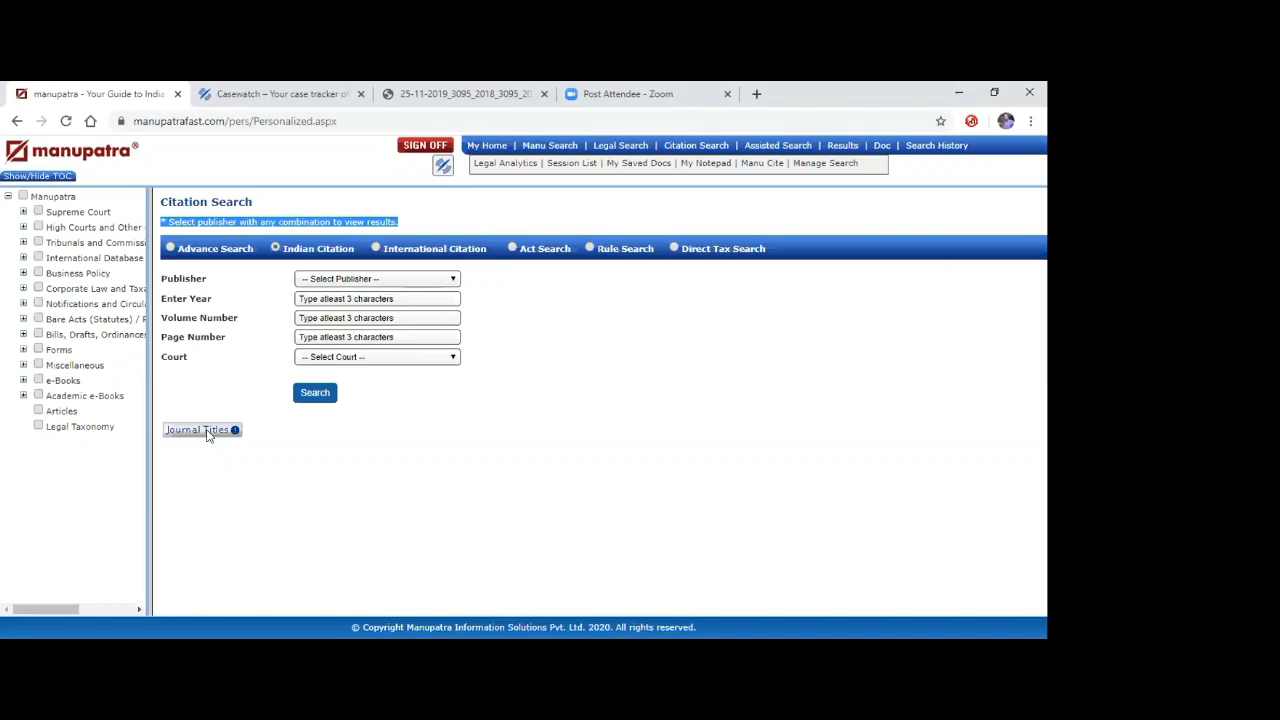 manupatra - Your Guide to India
Casewatch – Your case tracker of
25-11-2019_3095_2018_3095_20
Post Attendee - Zoom
manupatrafast.com/pers/Personalized.aspx
manupatra®
SIGN OFF
My Home | Manu Search | Legal Search | Citation Search | Assisted Search | Results | Doc | Search History
Legal Analytics | Session List | My Saved Docs | My Notepad | Manu Cite | Manage Search
Show/Hide TOC
Manupatra
Supreme Court
High Courts and Other
Tribunals and Commiss
International Database
Business Policy
Corporate Law and Taxa
Notifications and Circula
Bare Acts (Statutes) / R
Bills, Drafts, Ordinances
Forms
Miscellaneous
e-Books
Academic e-Books
Articles
Legal Taxonomy
Citation Search
* Select publisher with any combination to view results.
Advance Search Indian Citation International Citation Act Search Rule Search Direct Tax Search
Publisher -- Select Publisher --
Enter Year Type atleast 3 characters
Volume Number Type atleast 3 characters
Page Number Type atleast 3 characters
Court -- Select Court --
Search
Journal Titles
© Copyright Manupatra Information Solutions Pvt. Ltd. 2020. All rights reserved.